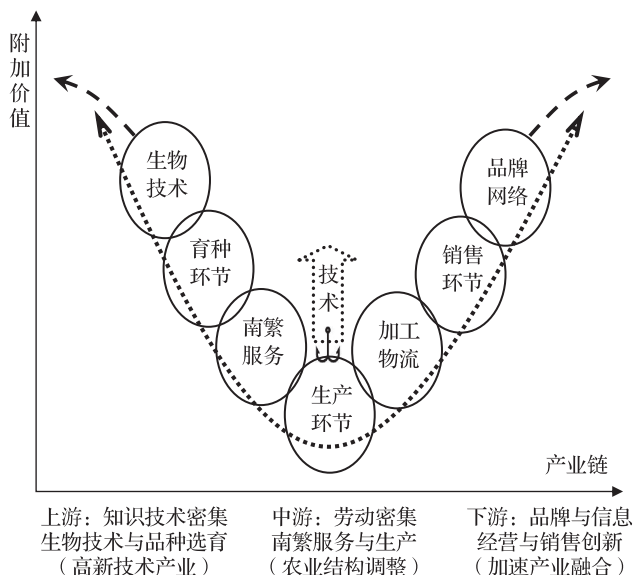 附加价值
生物
技术
育种
环节
南繁
服务
技术
生产
环节
加工
物流
销售
环节
品牌
网络
产业链
上游：知识技术密集
生物技术与品种选育
（高新技术产业）
中游：劳动密集
南繁服务与生产
（农业结构调整）
下游：品牌与信息
经营与销售创新
（加速产业融合）